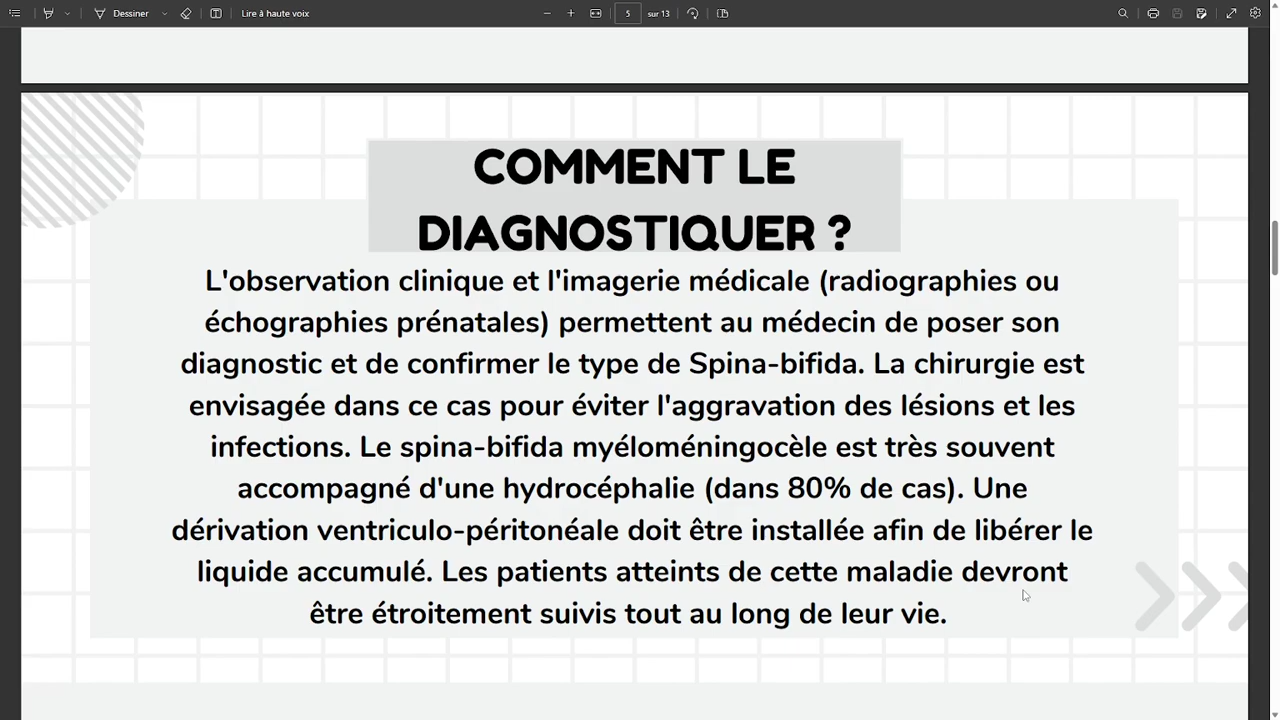 Dessiner
Lire à haute voix
5
sur 13
COMMENT LE
DIAGNOSTIQUER ?
L'observation clinique et l'imagerie médicale (radiographies ou
échographies prénatales) permettent au médecin de poser son
diagnostic et de confirmer le type de Spina-bifida. La chirurgie est
envisagée dans ce cas pour éviter l'aggravation des lésions et les
infections. Le spina-bifida myéloméningocèle est très souvent
accompagné d'une hydrocéphalie (dans 80% de cas). Une
dérivation ventriculo-péritonéale doit être installée afin de libérer le
liquide accumulé. Les patients atteints de cette maladie devront
être étroitement suivis tout au long de leur vie.